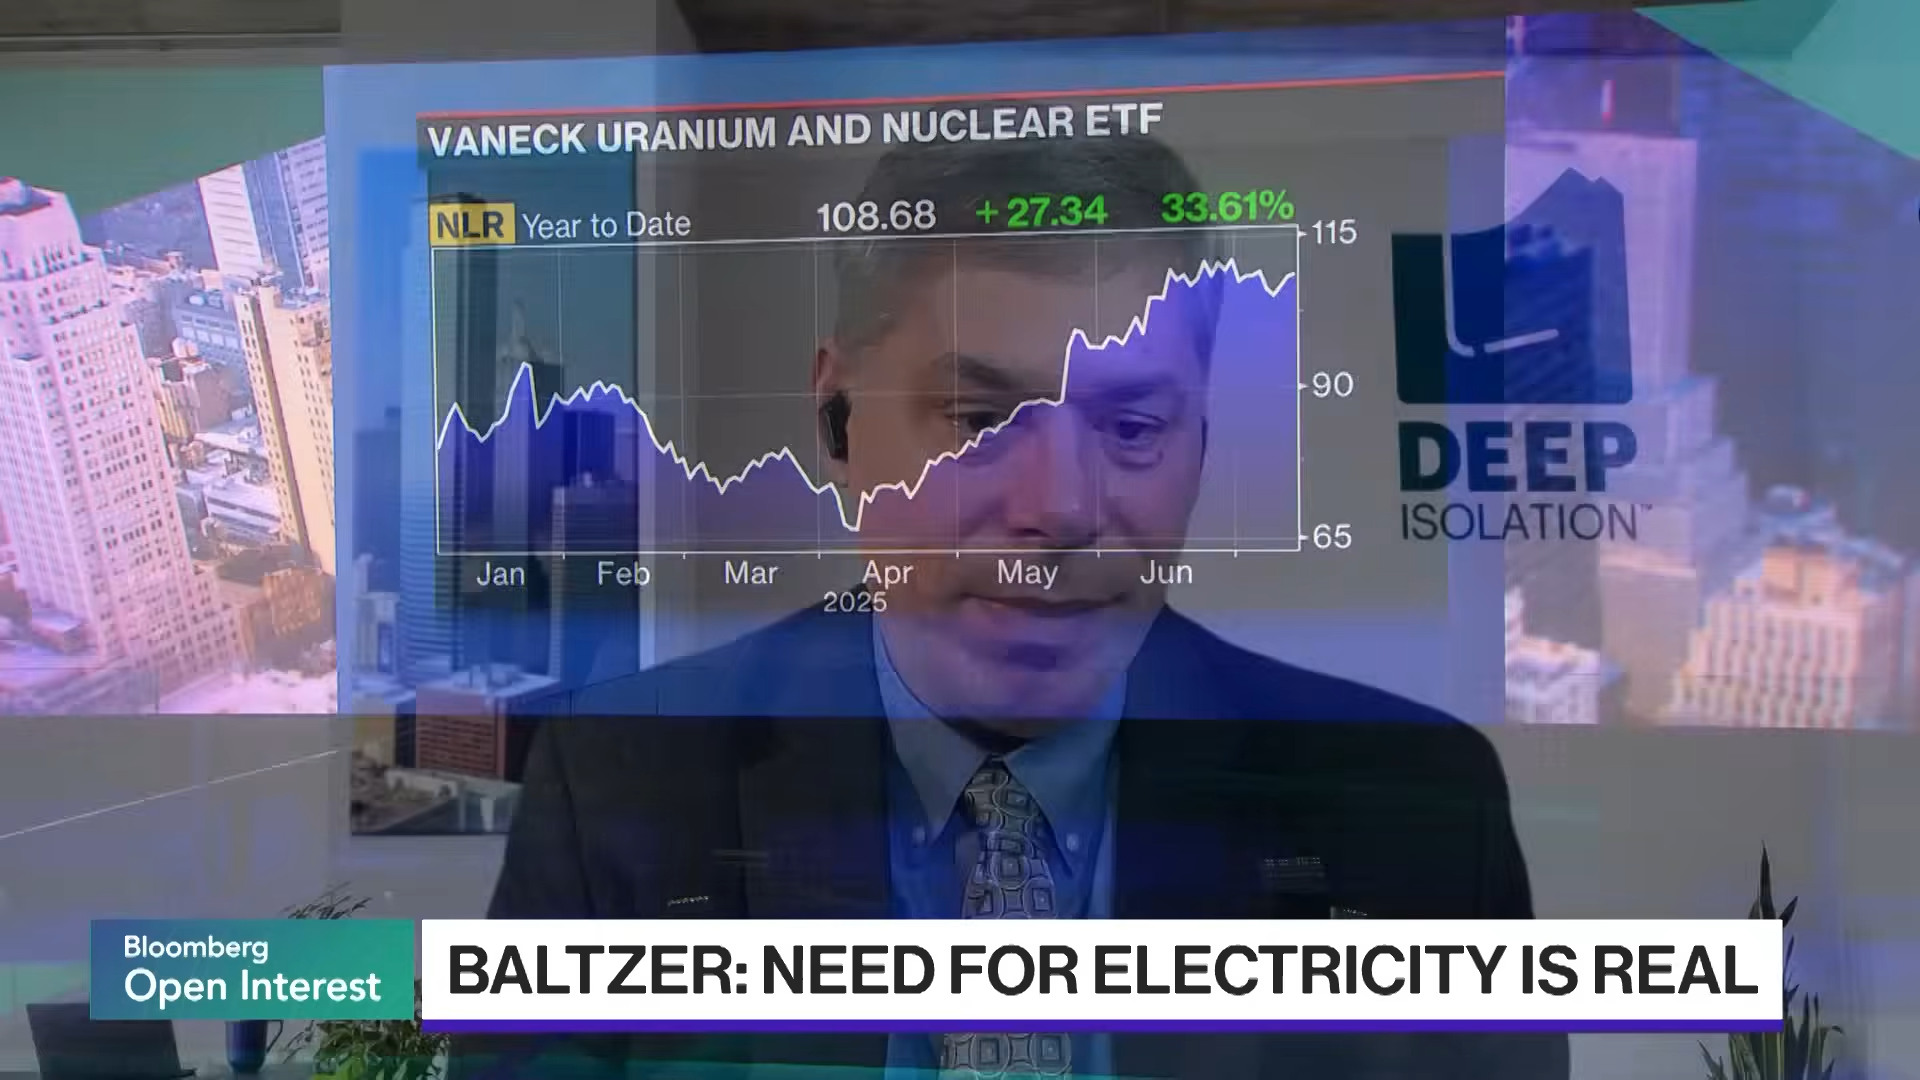 VANECK URANIUM AND NUCLEAR ETF
NLR Year to Date 108.68 +27.34 33.61%
115
90
65
Jan Feb Mar Apr May Jun
2025
DEEP
ISOLATION™
Bloomberg
Open Interest
BALTZER: NEED FOR ELECTRICITY IS REAL